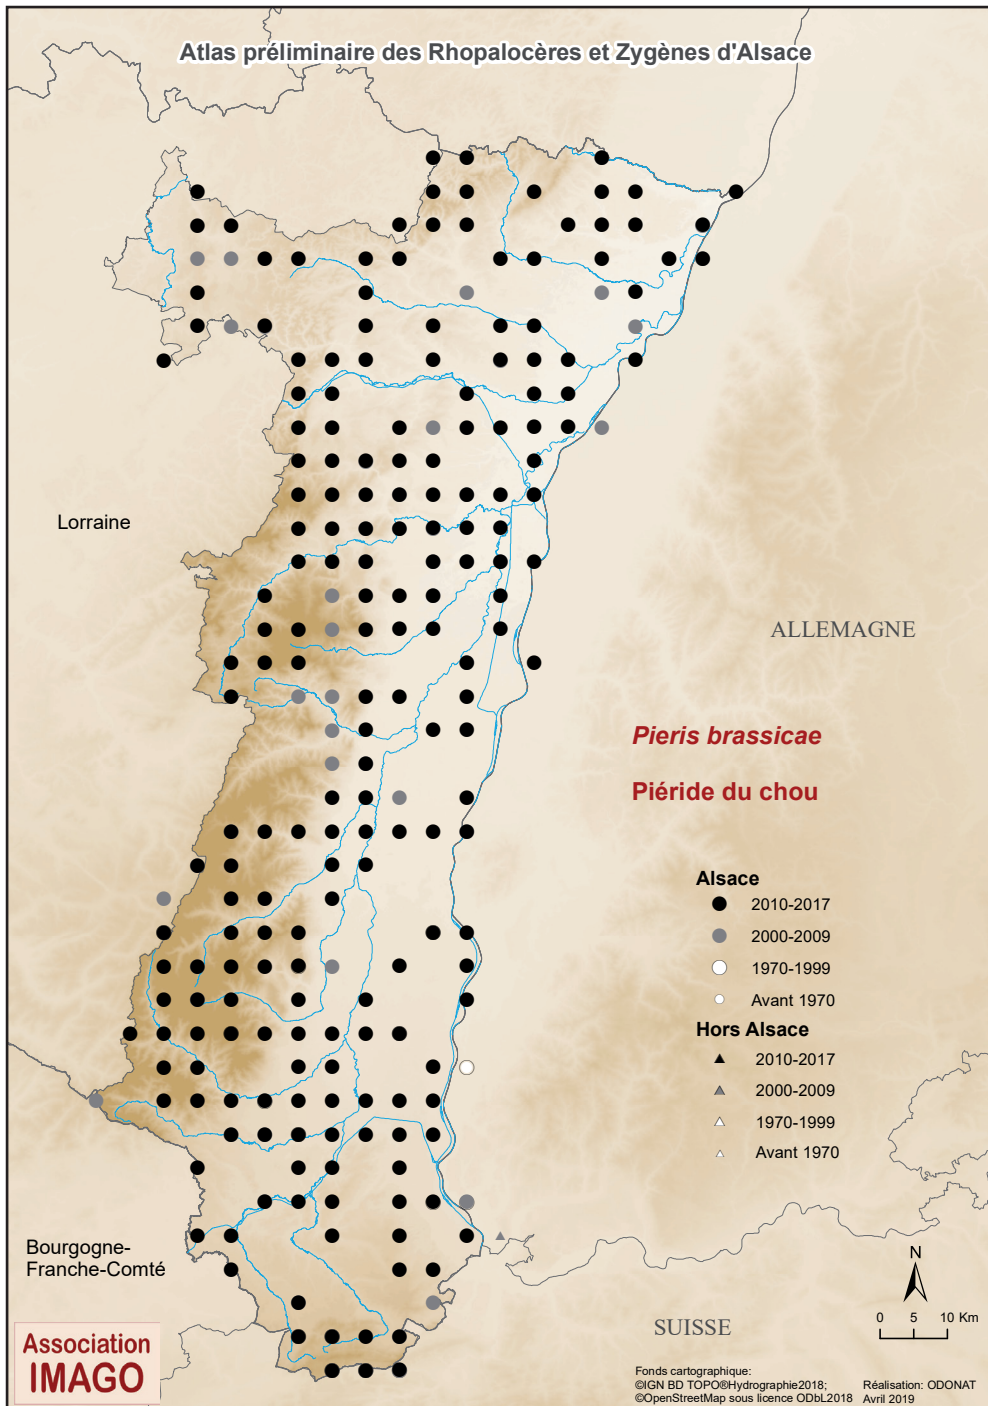 Atlas préliminaire des Rhopalocères et Zygènes d'Alsace
Lorraine
ALLEMAGNE
Pieris brassicae
Piéride du chou
Alsace
2010-2017
2000-2009
1970-1999
Avant 1970
Hors Alsace
2010-2017
2000-2009
1970-1999
Avant 1970
Bourgogne-
Franche-Comté
N
0 5 10 Km
SUISSE
Association
IMAGO
Fonds cartographique:
©IGN BD TOPO®Hydrographie2018;
©OpenStreetMap sous licence ODbL2018
Réalisation: ODONAT
Avril 2019